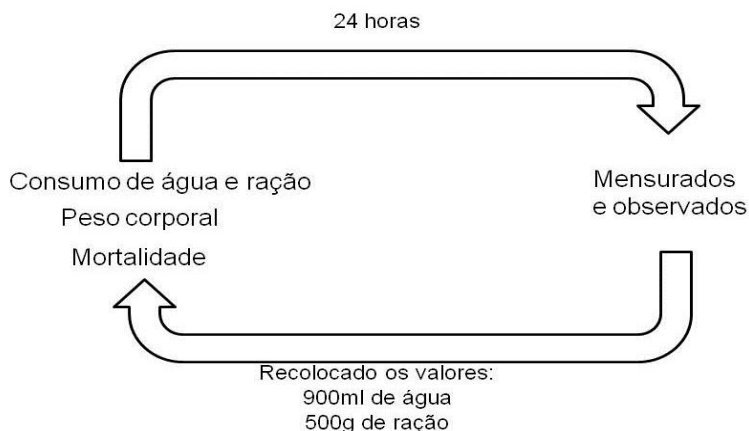 24 horas
Consumo de água e ração
Peso corporal
Mortalidade
Mensurados
e observados
Recolocado os valores:
900ml de água
500g de ração